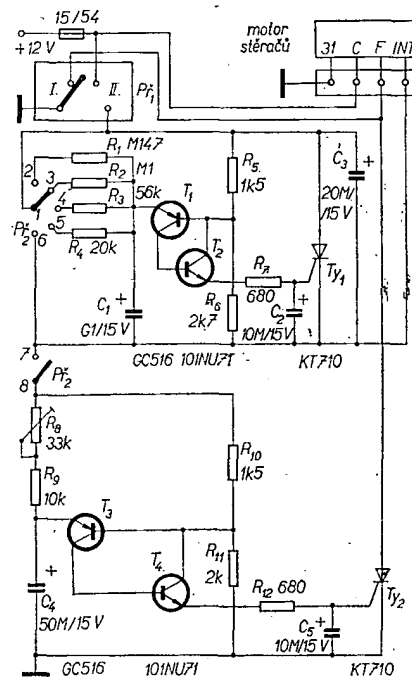 15/54
+12 V
motor
stěračů
31 C F INT
I. II. Př1
R1 M147
2
3 R2 M1
4 R3 56k
1
5
Př2 6 R4 20k
T1
T2
R5
1k5
C3 +
20M/
/15 V
R7
680
Ty1
C1 +
G1/15 V
R6
2k7
C2 +
10M/15V
7 GC516 101NU71 KT710
Př2
8
R8
33k
R9
10k
R10
1k5
T3
T4
R11
2k
R12 680
Ty2
C4 +
50M/15 V
C5 +
10M/15V
GC516 101NU71 KT710